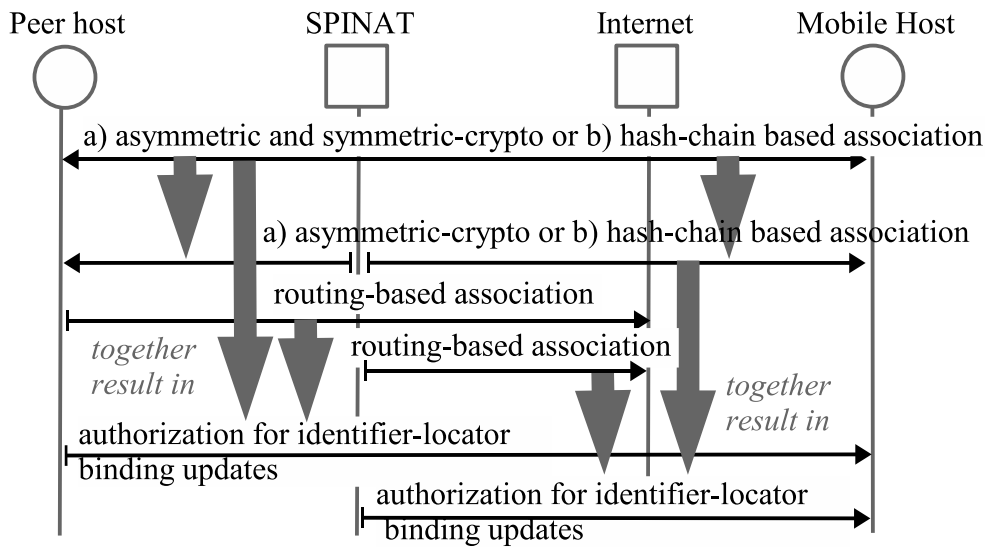 Peer host SPINAT Internet Mobile Host
a) asymmetric and symmetric-crypto or b) hash-chain based association
a) asymmetric-crypto or b) hash-chain based association
routing-based association
routing-based association
together
result in
together
result in
authorization for identifier-locator
binding updates
authorization for identifier-locator
binding updates